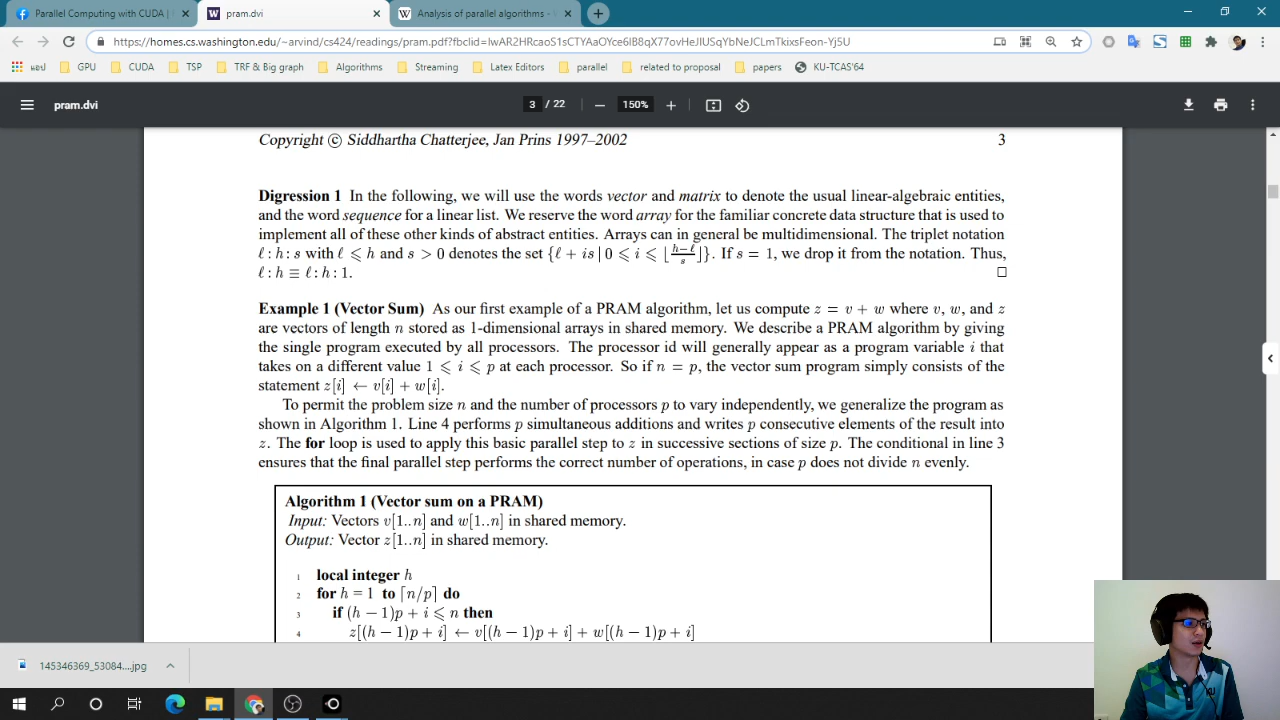 Parallel Computing with CUDA |
pram.dvi
Analysis of parallel algorithms -
https://homes.cs.washington.edu/~arvind/cs424/readings/pram.pdf?fbclid=IwAR2HRcaoS1sCTYAaOYce6IB8qX77ovHeJIUSqYbNeJCLmTkixsFeon-Yj5U
แอป GPU CUDA TSP TRF & Big graph Algorithms Streaming Latex Editors parallel related to proposal papers KU-TCAS'64
pram.dvi 3 / 22 150%
Copyright © Siddhartha Chatterjee, Jan Prins 1997–2002 3
Digression 1 In the following, we will use the words vector and matrix to denote the usual linear-algebraic entities,
and the word sequence for a linear list. We reserve the word array for the familiar concrete data structure that is used to
implement all of these other kinds of abstract entities. Arrays can in general be multidimensional. The triplet notation
ℓ : h : s with ℓ ⩽ h and s > 0 denotes the set {ℓ + is | 0 ⩽ i ⩽ ⌊(h−ℓ)/s⌋}. If s = 1, we drop it from the notation. Thus,
ℓ : h ≡ ℓ : h : 1. □
Example 1 (Vector Sum) As our first example of a PRAM algorithm, let us compute z = v + w where v, w, and z
are vectors of length n stored as 1-dimensional arrays in shared memory. We describe a PRAM algorithm by giving
the single program executed by all processors. The processor id will generally appear as a program variable i that
takes on a different value 1 ⩽ i ⩽ p at each processor. So if n = p, the vector sum program simply consists of the
statement z[i] ← v[i] + w[i].
To permit the problem size n and the number of processors p to vary independently, we generalize the program as
shown in Algorithm 1. Line 4 performs p simultaneous additions and writes p consecutive elements of the result into
z. The for loop is used to apply this basic parallel step to z in successive sections of size p. The conditional in line 3
ensures that the final parallel step performs the correct number of operations, in case p does not divide n evenly.
Algorithm 1 (Vector sum on a PRAM)
Input: Vectors v[1..n] and w[1..n] in shared memory.
Output: Vector z[1..n] in shared memory.
1 local integer h
2 for h = 1 to ⌈n/p⌉ do
3 if (h − 1)p + i ⩽ n then
4 z[(h − 1)p + i] ← v[(h − 1)p + i] + w[(h − 1)p + i]
145346369_53084....jpg